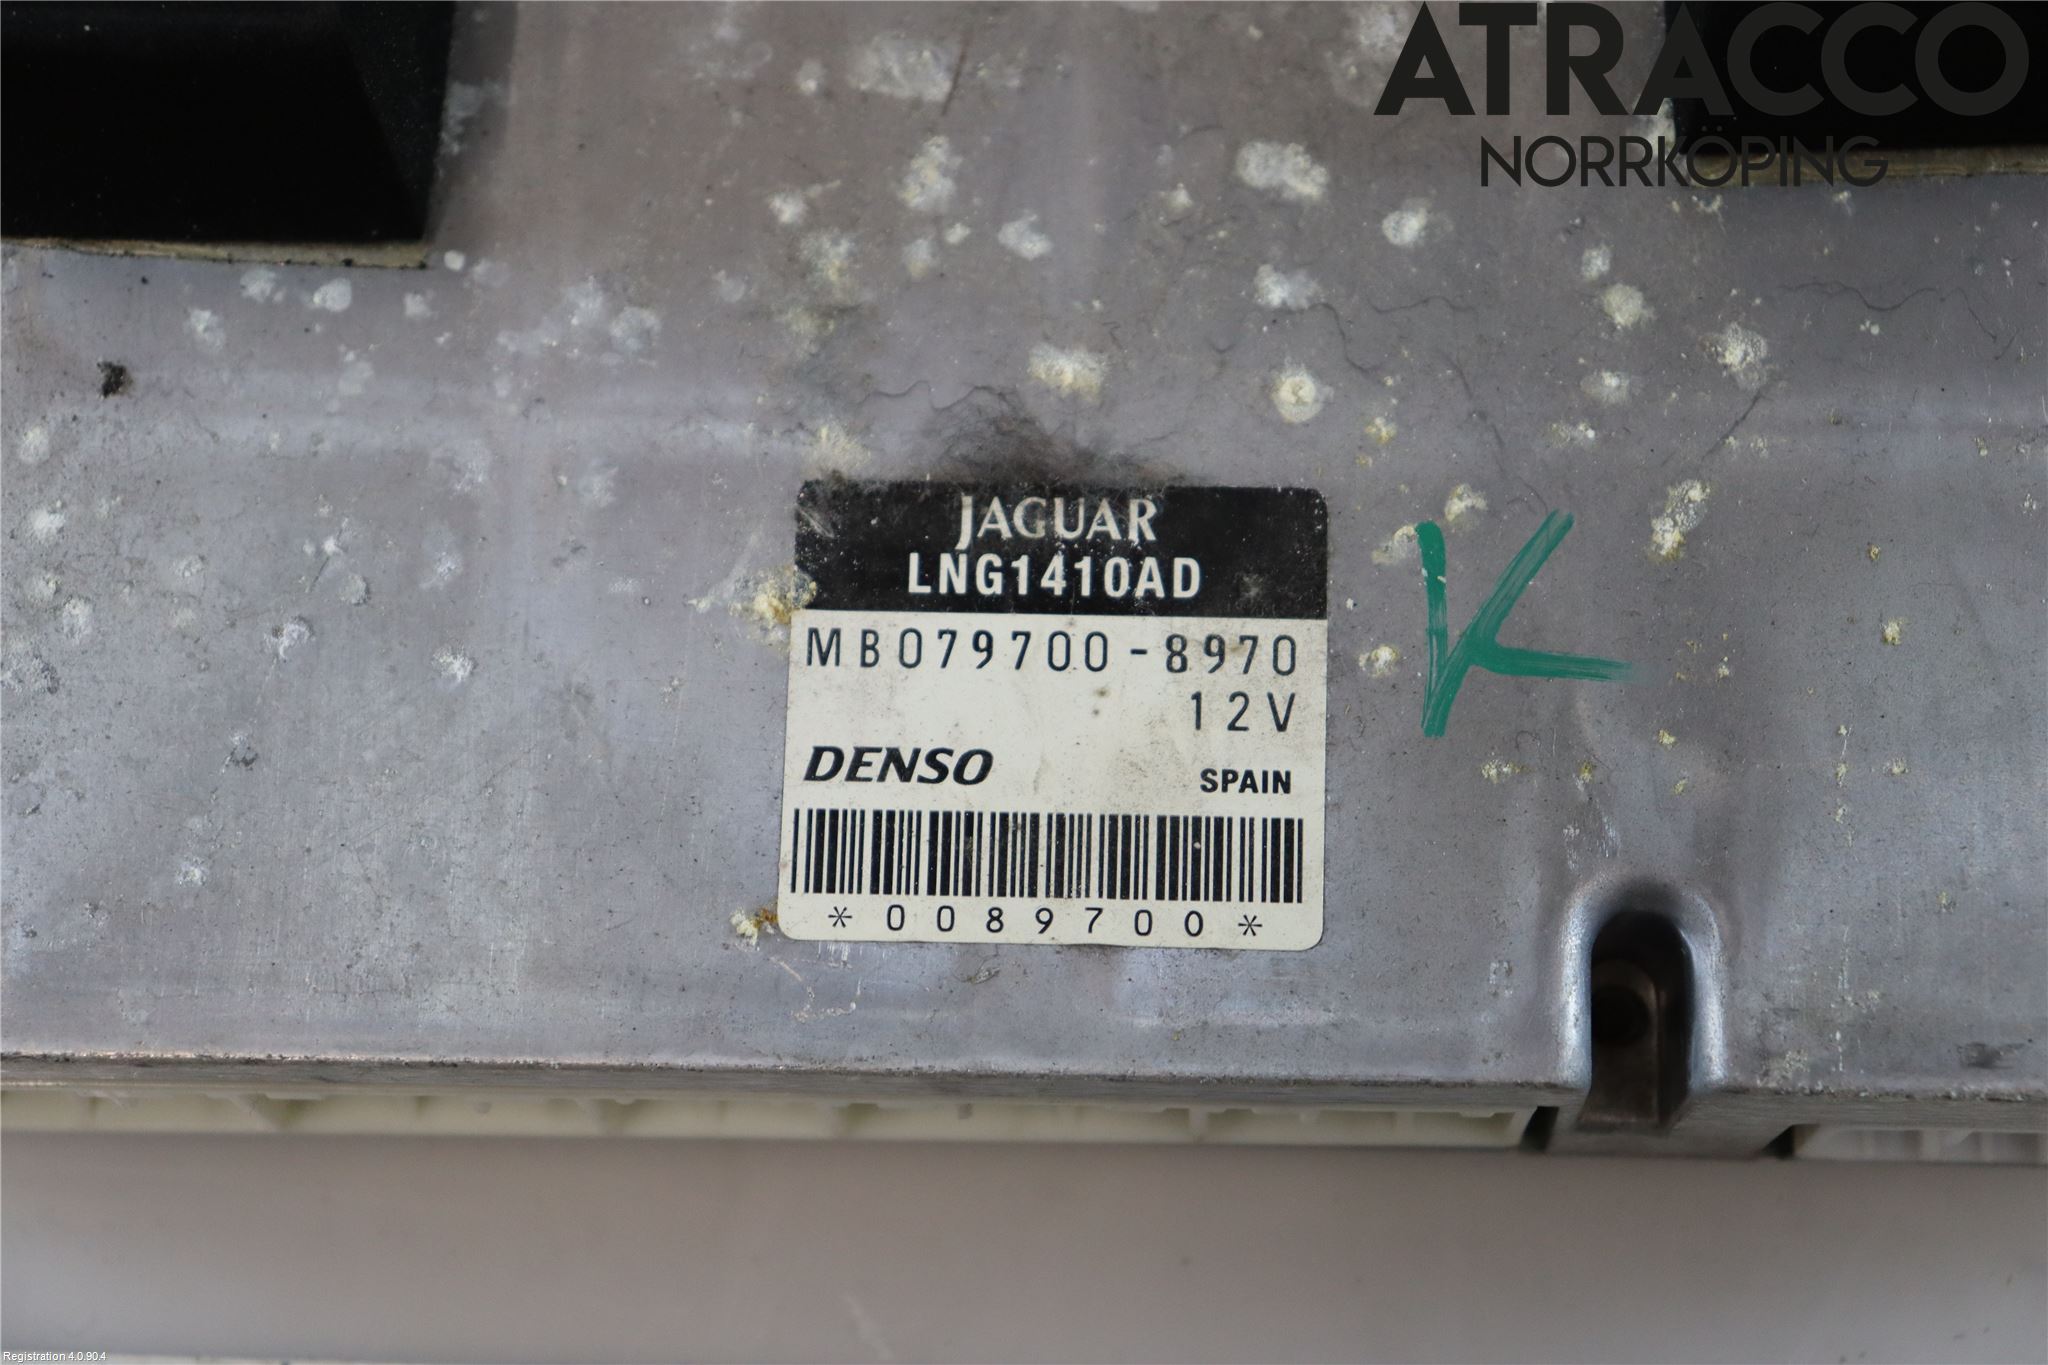 ATRACCO
NORRKÖPING
JAGUAR
LNG1410AD
MB079700-8970
12V
DENSO
SPAIN
*0089700*
K
Registration 4.0.90.4